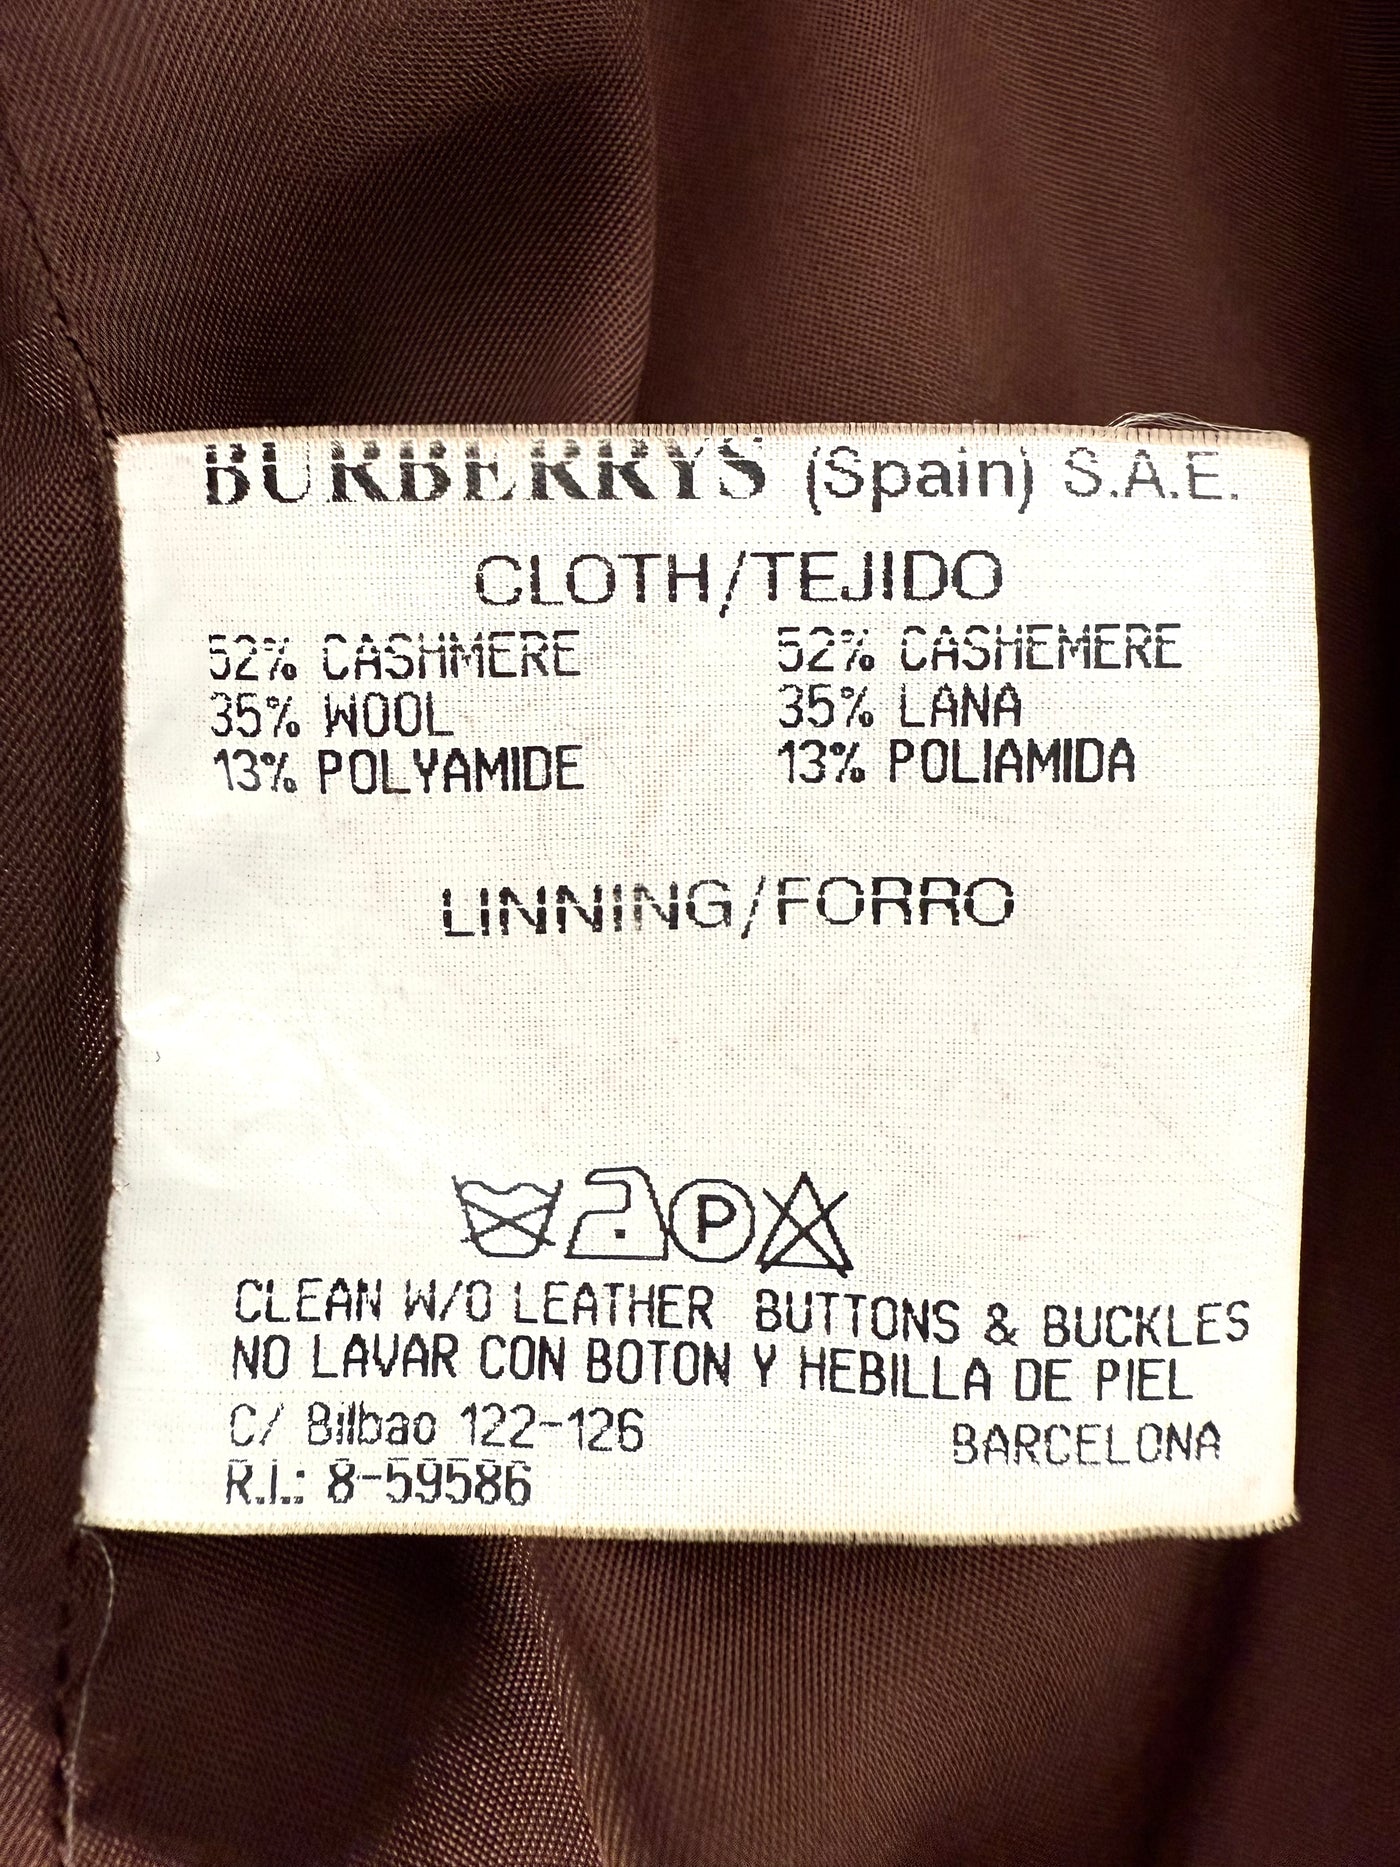 BURBERRYS (Spain) S.A.E.
CLOTH/TEJIDO
52% CASHMERE 52% CASHEMERE
35% WOOL 35% LANA
13% POLYAMIDE 13% POLIAMIDA
LINNING/FORRO
P
CLEAN W/O LEATHER BUTTONS & BUCKLES
NO LAVAR CON BOTON Y HEBILLA DE PIEL
C/ Bilbao 122-126 BARCELONA
R.I.: 8-59586